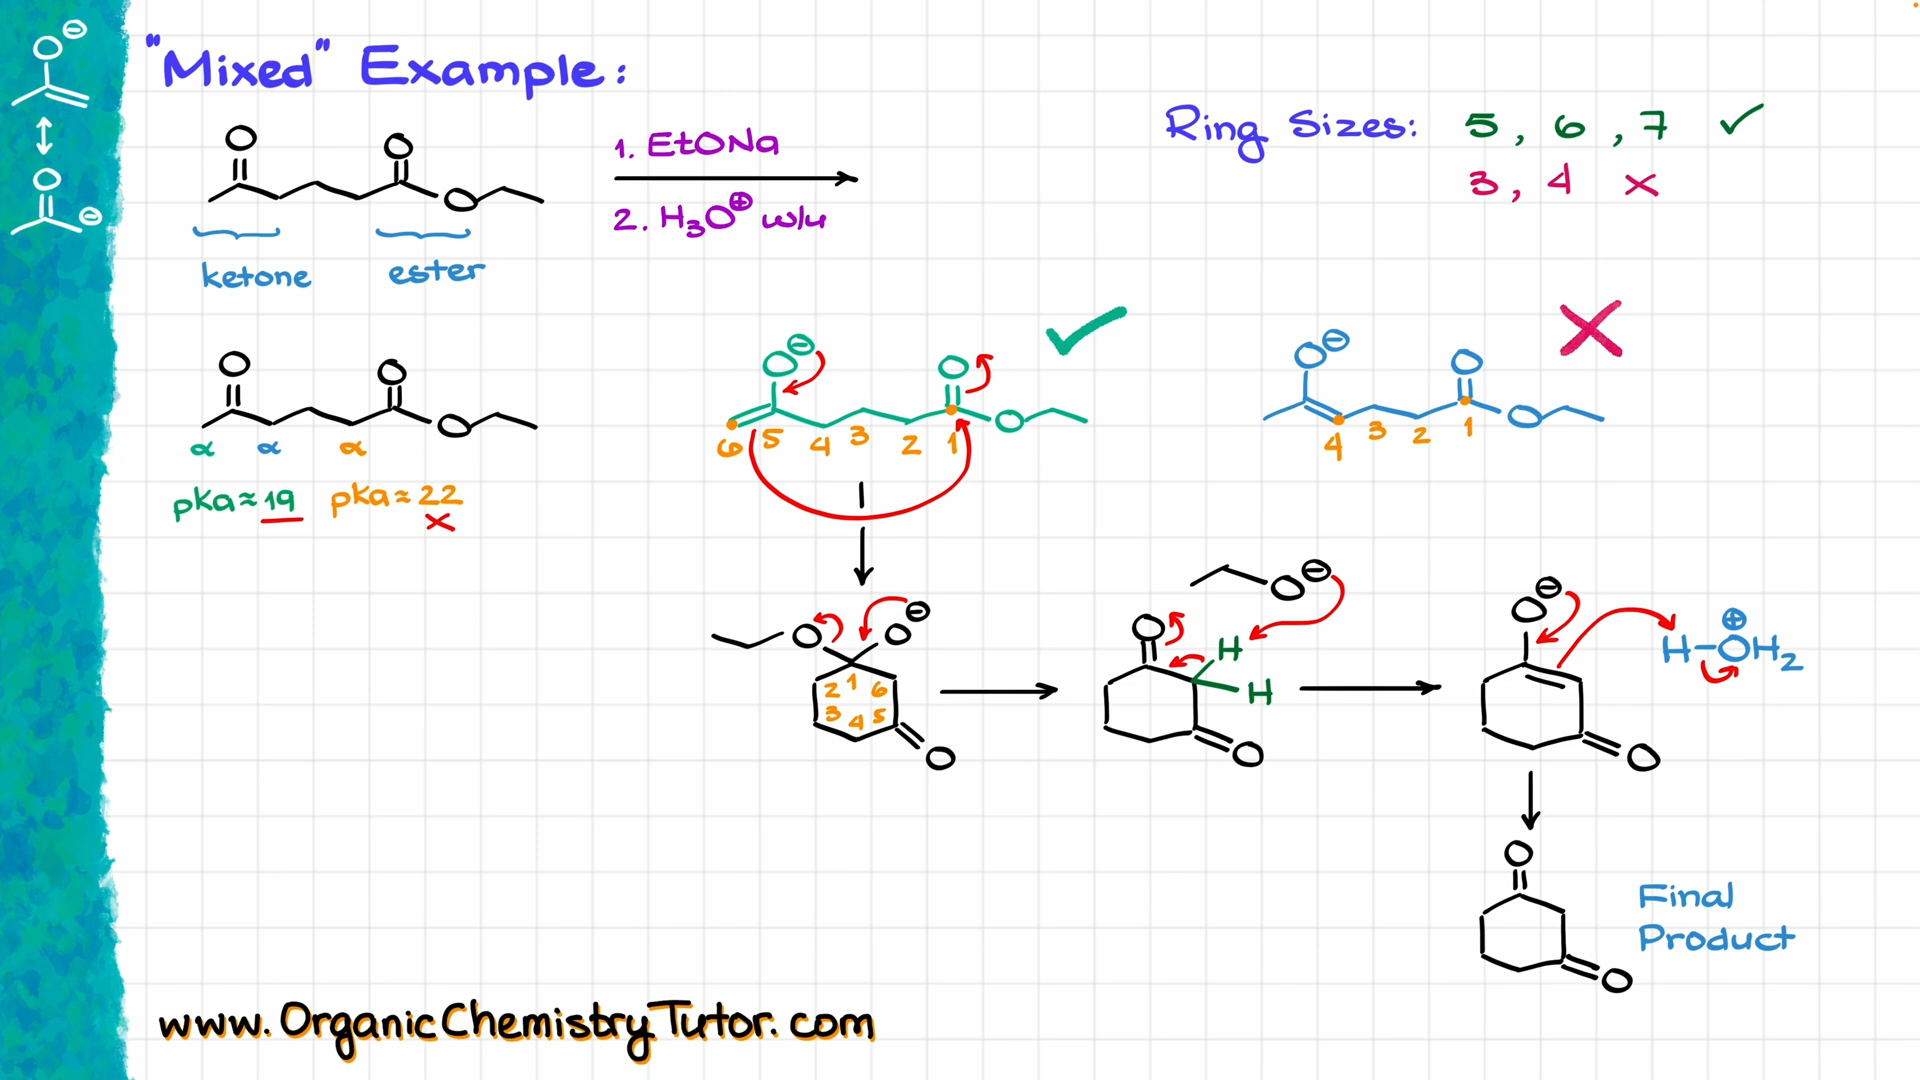 "Mixed" Example:
1. EtONa
2. H₃O⊕ w/u
Ring Sizes: 5, 6, 7 ✓
3, 4 ×
O O O
ketone ester
O O O
α α α
pKa≈19 pKa≈22
×
O⊖ O O
6 5 4 3 2 1
✓
O⊖ O O
4 3 2 1
×
O O⊖
2 1 6
3 4 5
O
O⊖
O H
H
O
O⊖
H-O⊕H₂
O
O
O
Final
Product
www.OrganicChemistryTutor.com
O⊖
O
⊖